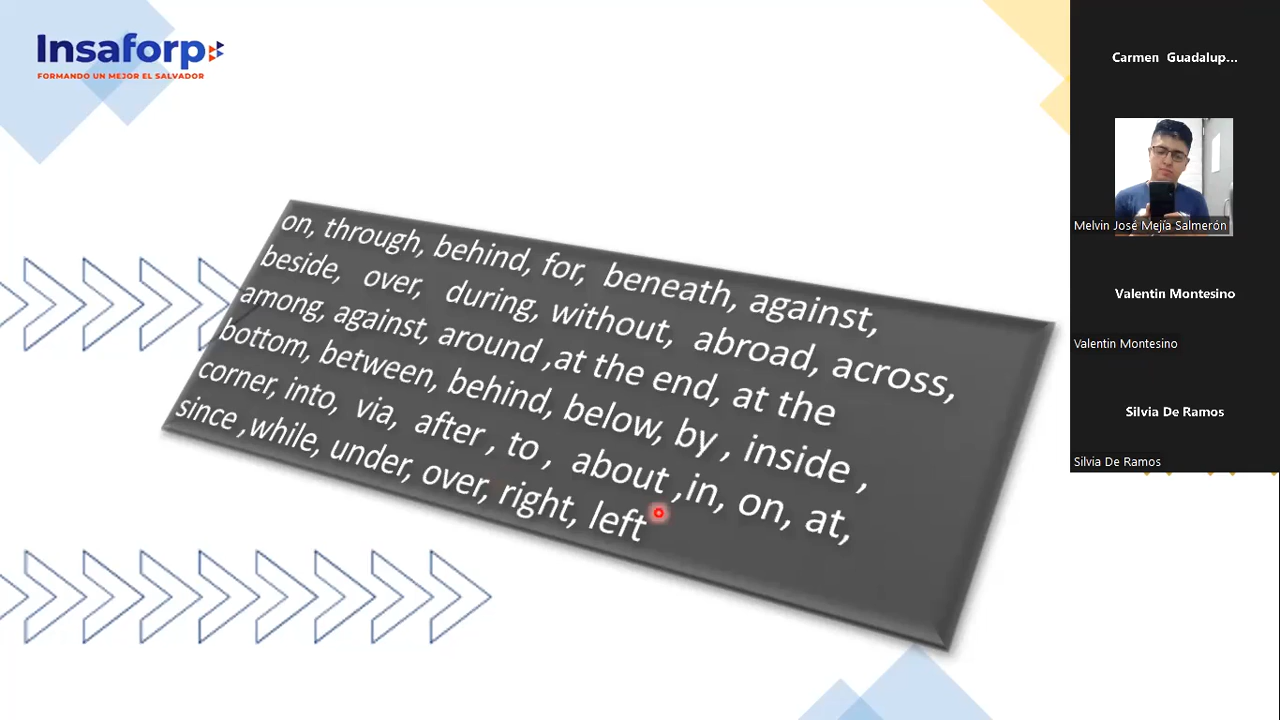 Insaforp
FORMANDO UN MEJOR EL SALVADOR
on, through, behind, for, beneath, against,
beside, over, during, without, abroad, across,
among, against, around ,at the end, at the
bottom, between, behind, below, by , inside ,
corner, into, via, after , to , about ,in, on, at,
since ,while, under, over, right, left
Carmen Guadalup...
Melvin José Mejía Salmerón
Valentin Montesino
Valentin Montesino
Silvia De Ramos
Silvia De Ramos